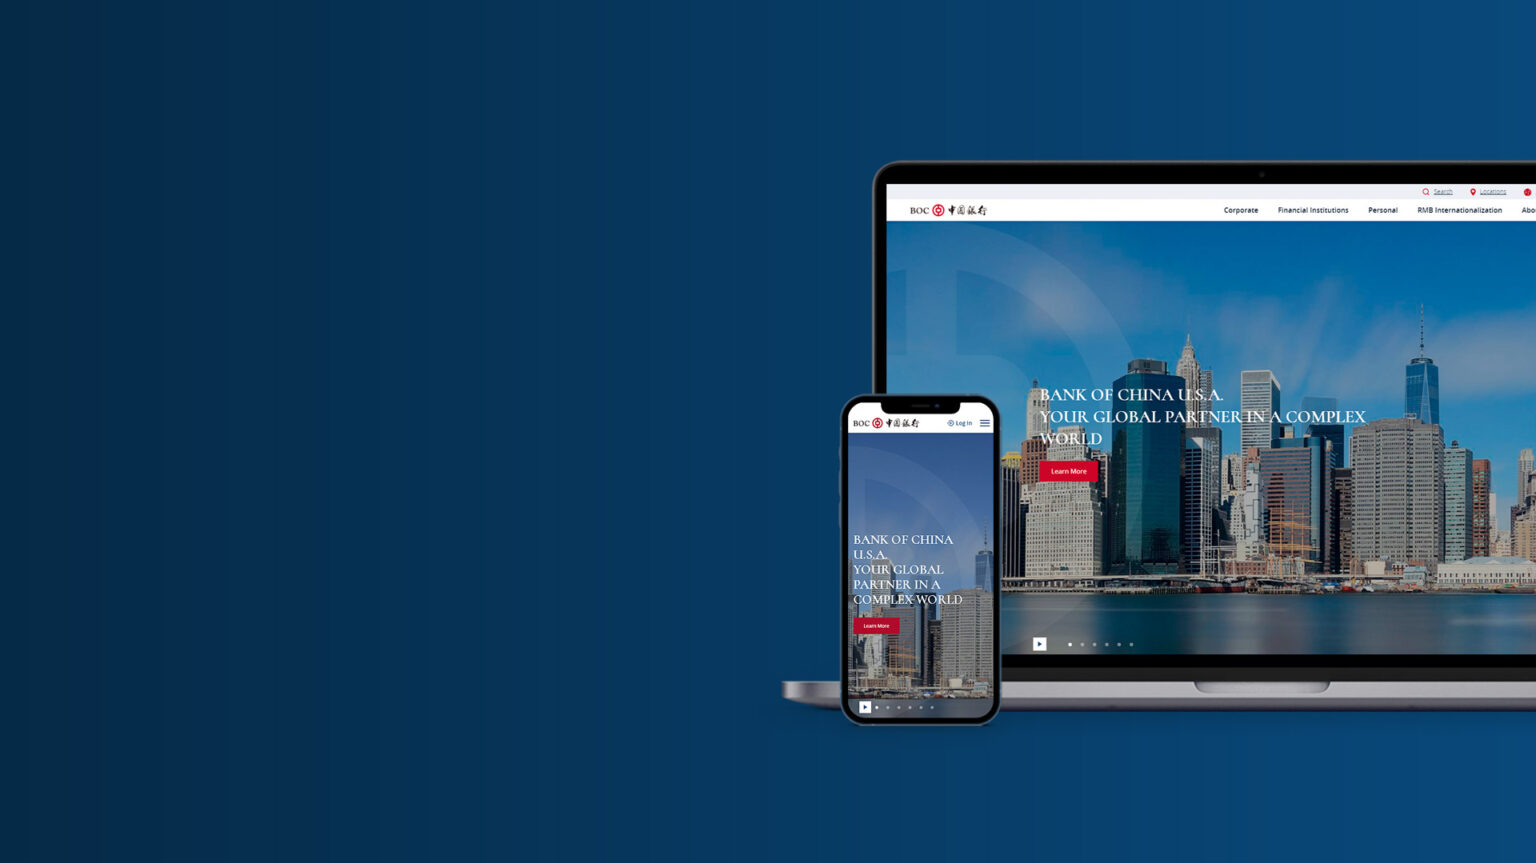 Search
Locations
BOC 中国银行
Corporate
Financial Institutions
Personal
RMB Internationalization
Abo
BANK OF CHINA U.S.A.
YOUR GLOBAL PARTNER IN A COMPLEX
WORLD
Learn More
BOC 中国银行
Log In
BANK OF CHINA
U.S.A.
YOUR GLOBAL
PARTNER IN A
COMPLEX WORLD
Learn More